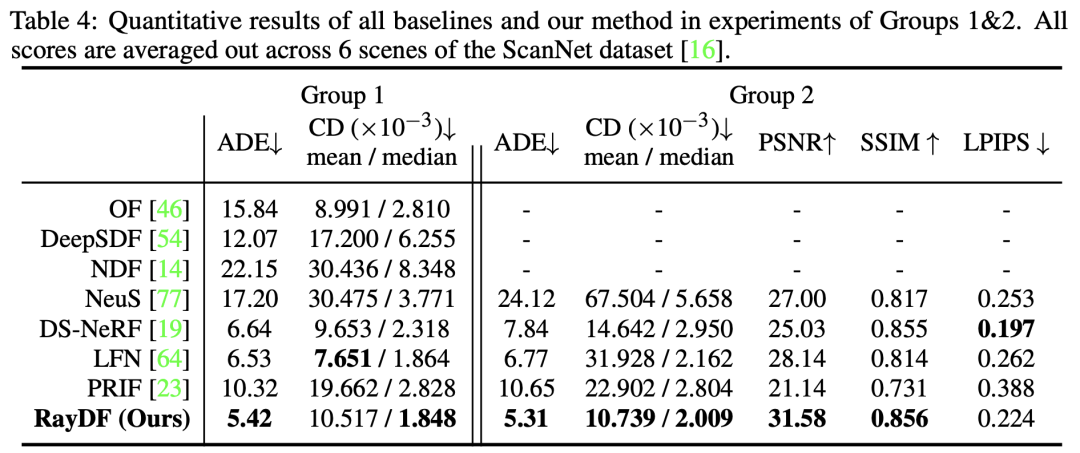 Table 4: Quantitative results of all baselines and our method in experiments of Groups 1&2. All
scores are averaged out across 6 scenes of the ScanNet dataset [16].
Group 1 Group 2
ADE↓ CD (×10−3)↓ mean / median ADE↓ CD (×10−3)↓ mean / median PSNR↑ SSIM ↑ LPIPS ↓
OF [46] 15.84 8.991 / 2.810 - - - - -
DeepSDF [54] 12.07 17.200 / 6.255 - - - - -
NDF [14] 22.15 30.436 / 8.348 - - - - -
NeuS [77] 17.20 30.475 / 3.771 24.12 67.504 / 5.658 27.00 0.817 0.253
DS-NeRF [19] 6.64 9.653 / 2.318 7.84 14.642 / 2.950 25.03 0.855 0.197
LFN [64] 6.53 7.651 / 1.864 6.77 31.928 / 2.162 28.14 0.814 0.262
PRIF [23] 10.32 19.662 / 2.828 10.65 22.902 / 2.804 21.14 0.731 0.388
RayDF (Ours) 5.42 10.517 / 1.848 5.31 10.739 / 2.009 31.58 0.856 0.224